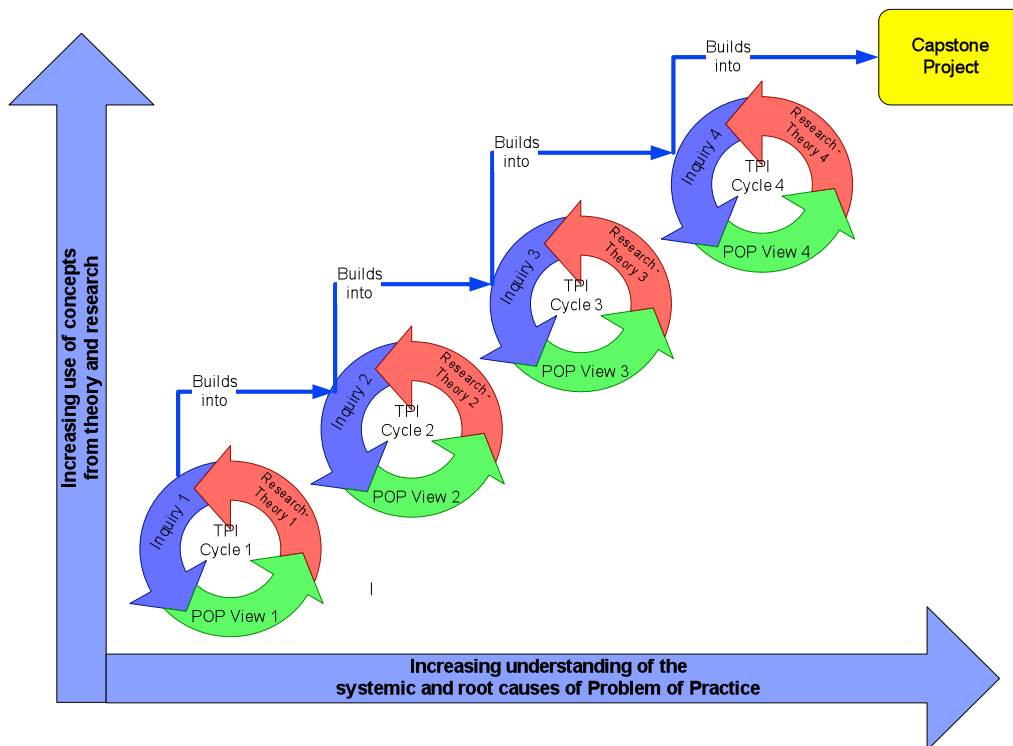 Capstone
Project
Builds
into
Inquiry 4
Research -
Theory 4
TPI
Cycle 4
POP View 4
Builds
into
Inquiry 3
Research -
Theory 3
TPI
Cycle 3
POP View 3
Builds
into
Inquiry 2
Research-
Theory 2
TPI
Cycle 2
POP View 2
Builds
into
Inquiry 1
Research-
Theory 1
TPI
Cycle 1
POP View 1
I
Increasing use of concepts
from theory and research
Increasing understanding of the
systemic and root causes of Problem of Practice